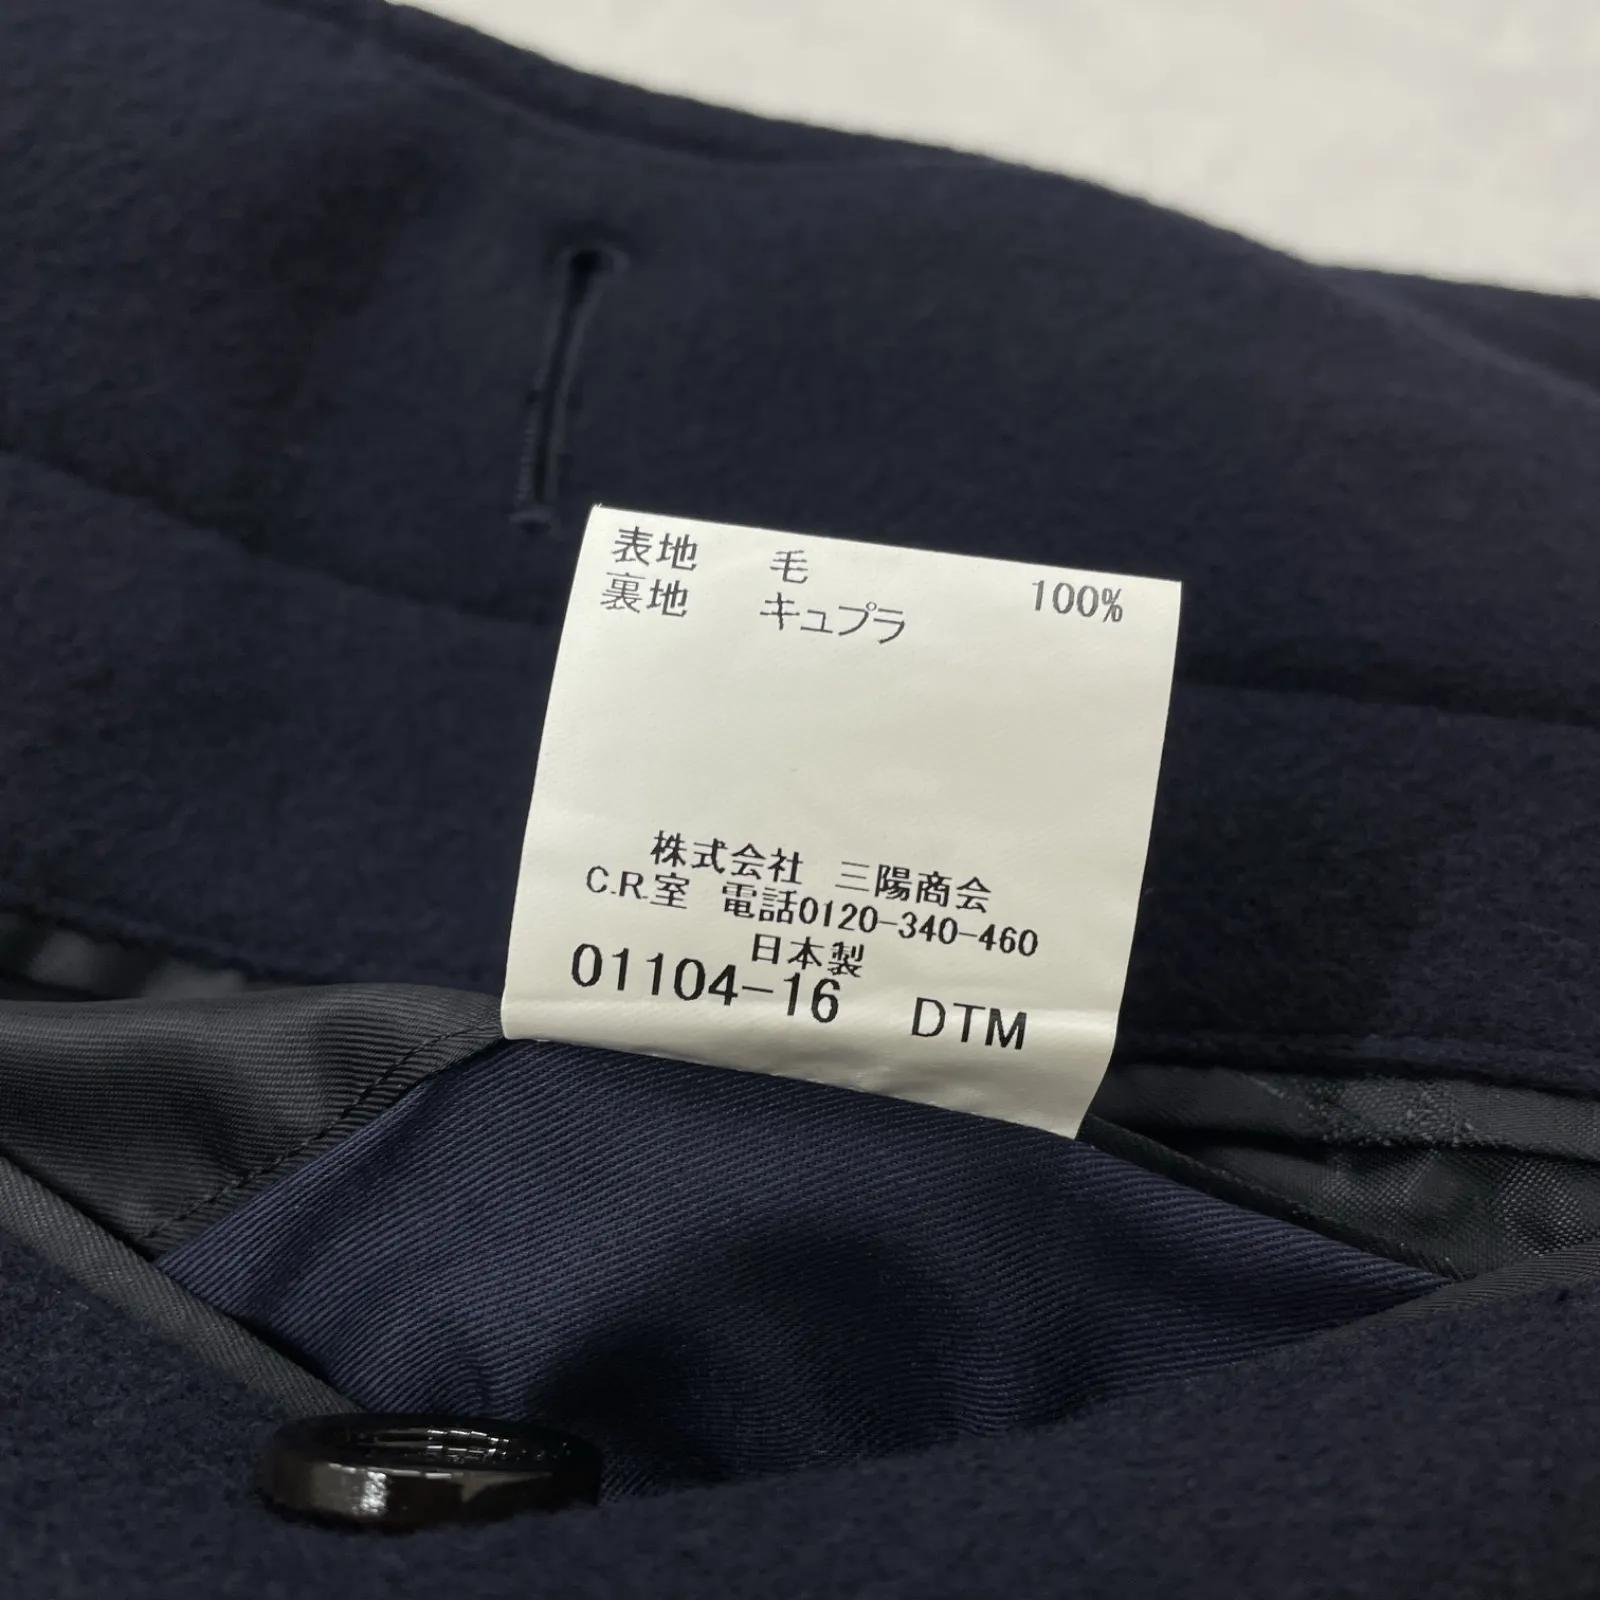 表地 毛 100%
裏地 キュプラ
株式会社 三陽商会
C.R.室 電話0120-340-460
日本製
01104-16 DTM